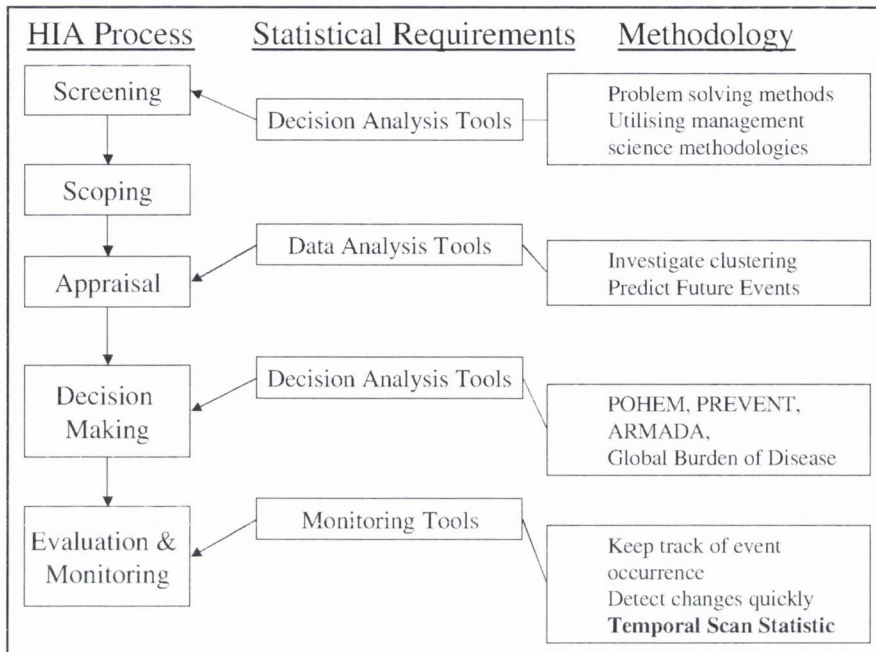 HIA Process
Statistical Requirements
Methodology
Screening
Decision Analysis Tools
Problem solving methods
Utilising management
science methodologies
Scoping
Data Analysis Tools
Appraisal
Investigate clustering
Predict Future Events
Decision Analysis Tools
Decision
Making
POHEM, PREVENT,
ARMADA,
Global Burden of Disease
Monitoring Tools
Evaluation &
Monitoring
Keep track of event
occurrence
Detect changes quickly
Temporal Scan Statistic